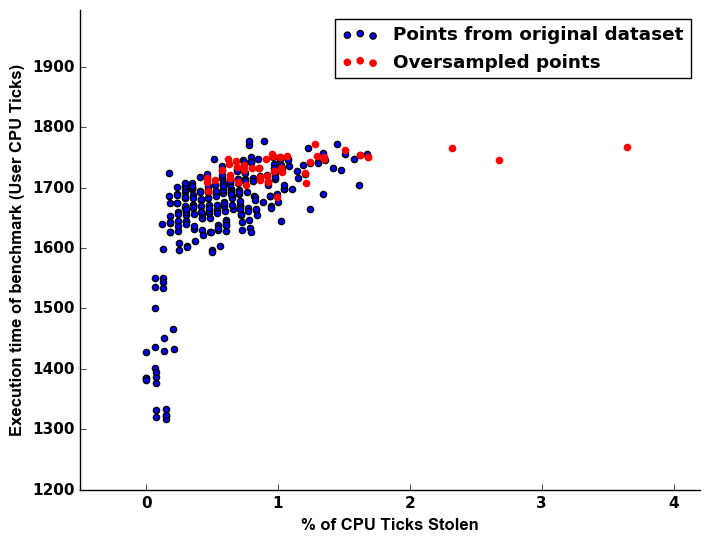 Points from original dataset
Oversampled points
1900
1800
1700
1600
1500
1400
1300
1200
0 1 2 3 4
Execution time of benchmark (User CPU Ticks)
% of CPU Ticks Stolen